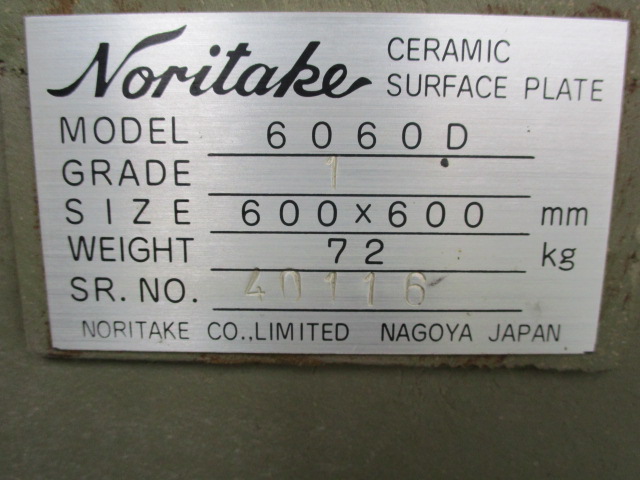 Noritake CERAMIC SURFACE PLATE
MODEL 6060D
GRADE 1
SIZE 600×600 mm
WEIGHT 72 kg
SR. NO. 40116
NORITAKE CO.,LIMITED NAGOYA JAPAN